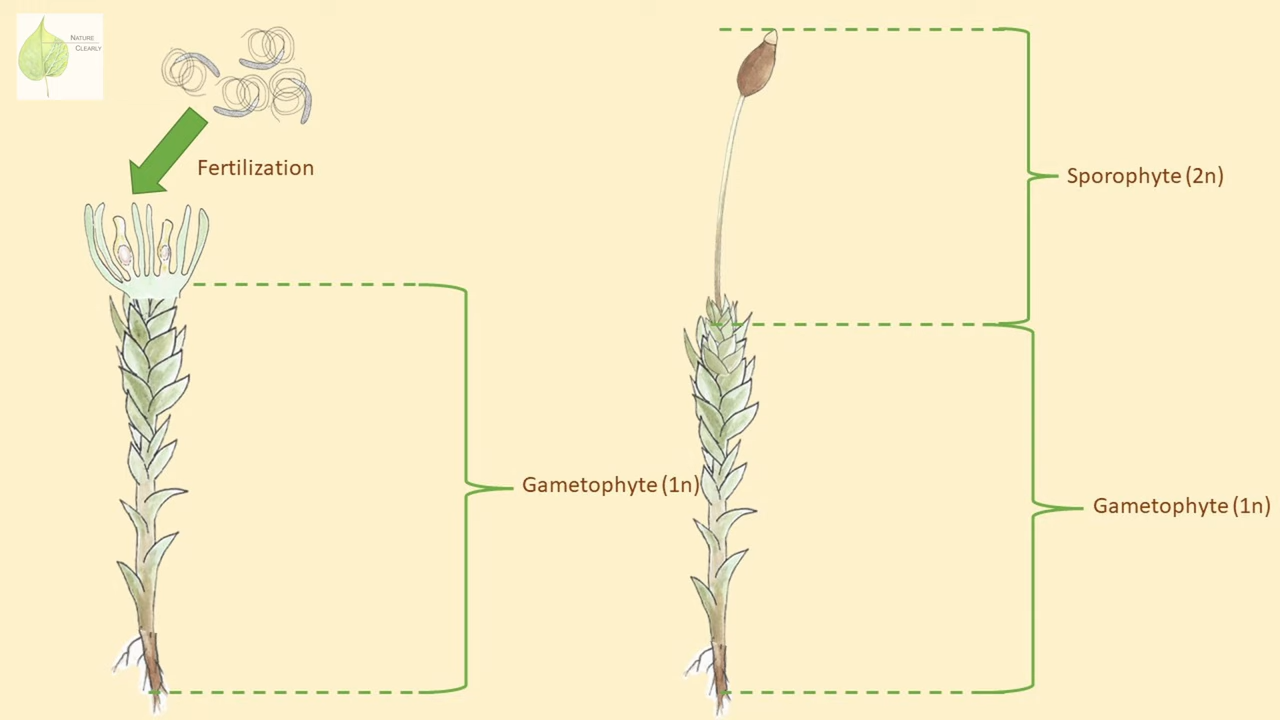 Nature
Clearly
Fertilization
Sporophyte (2n)
Gametophyte (1n)
Gametophyte (1n)